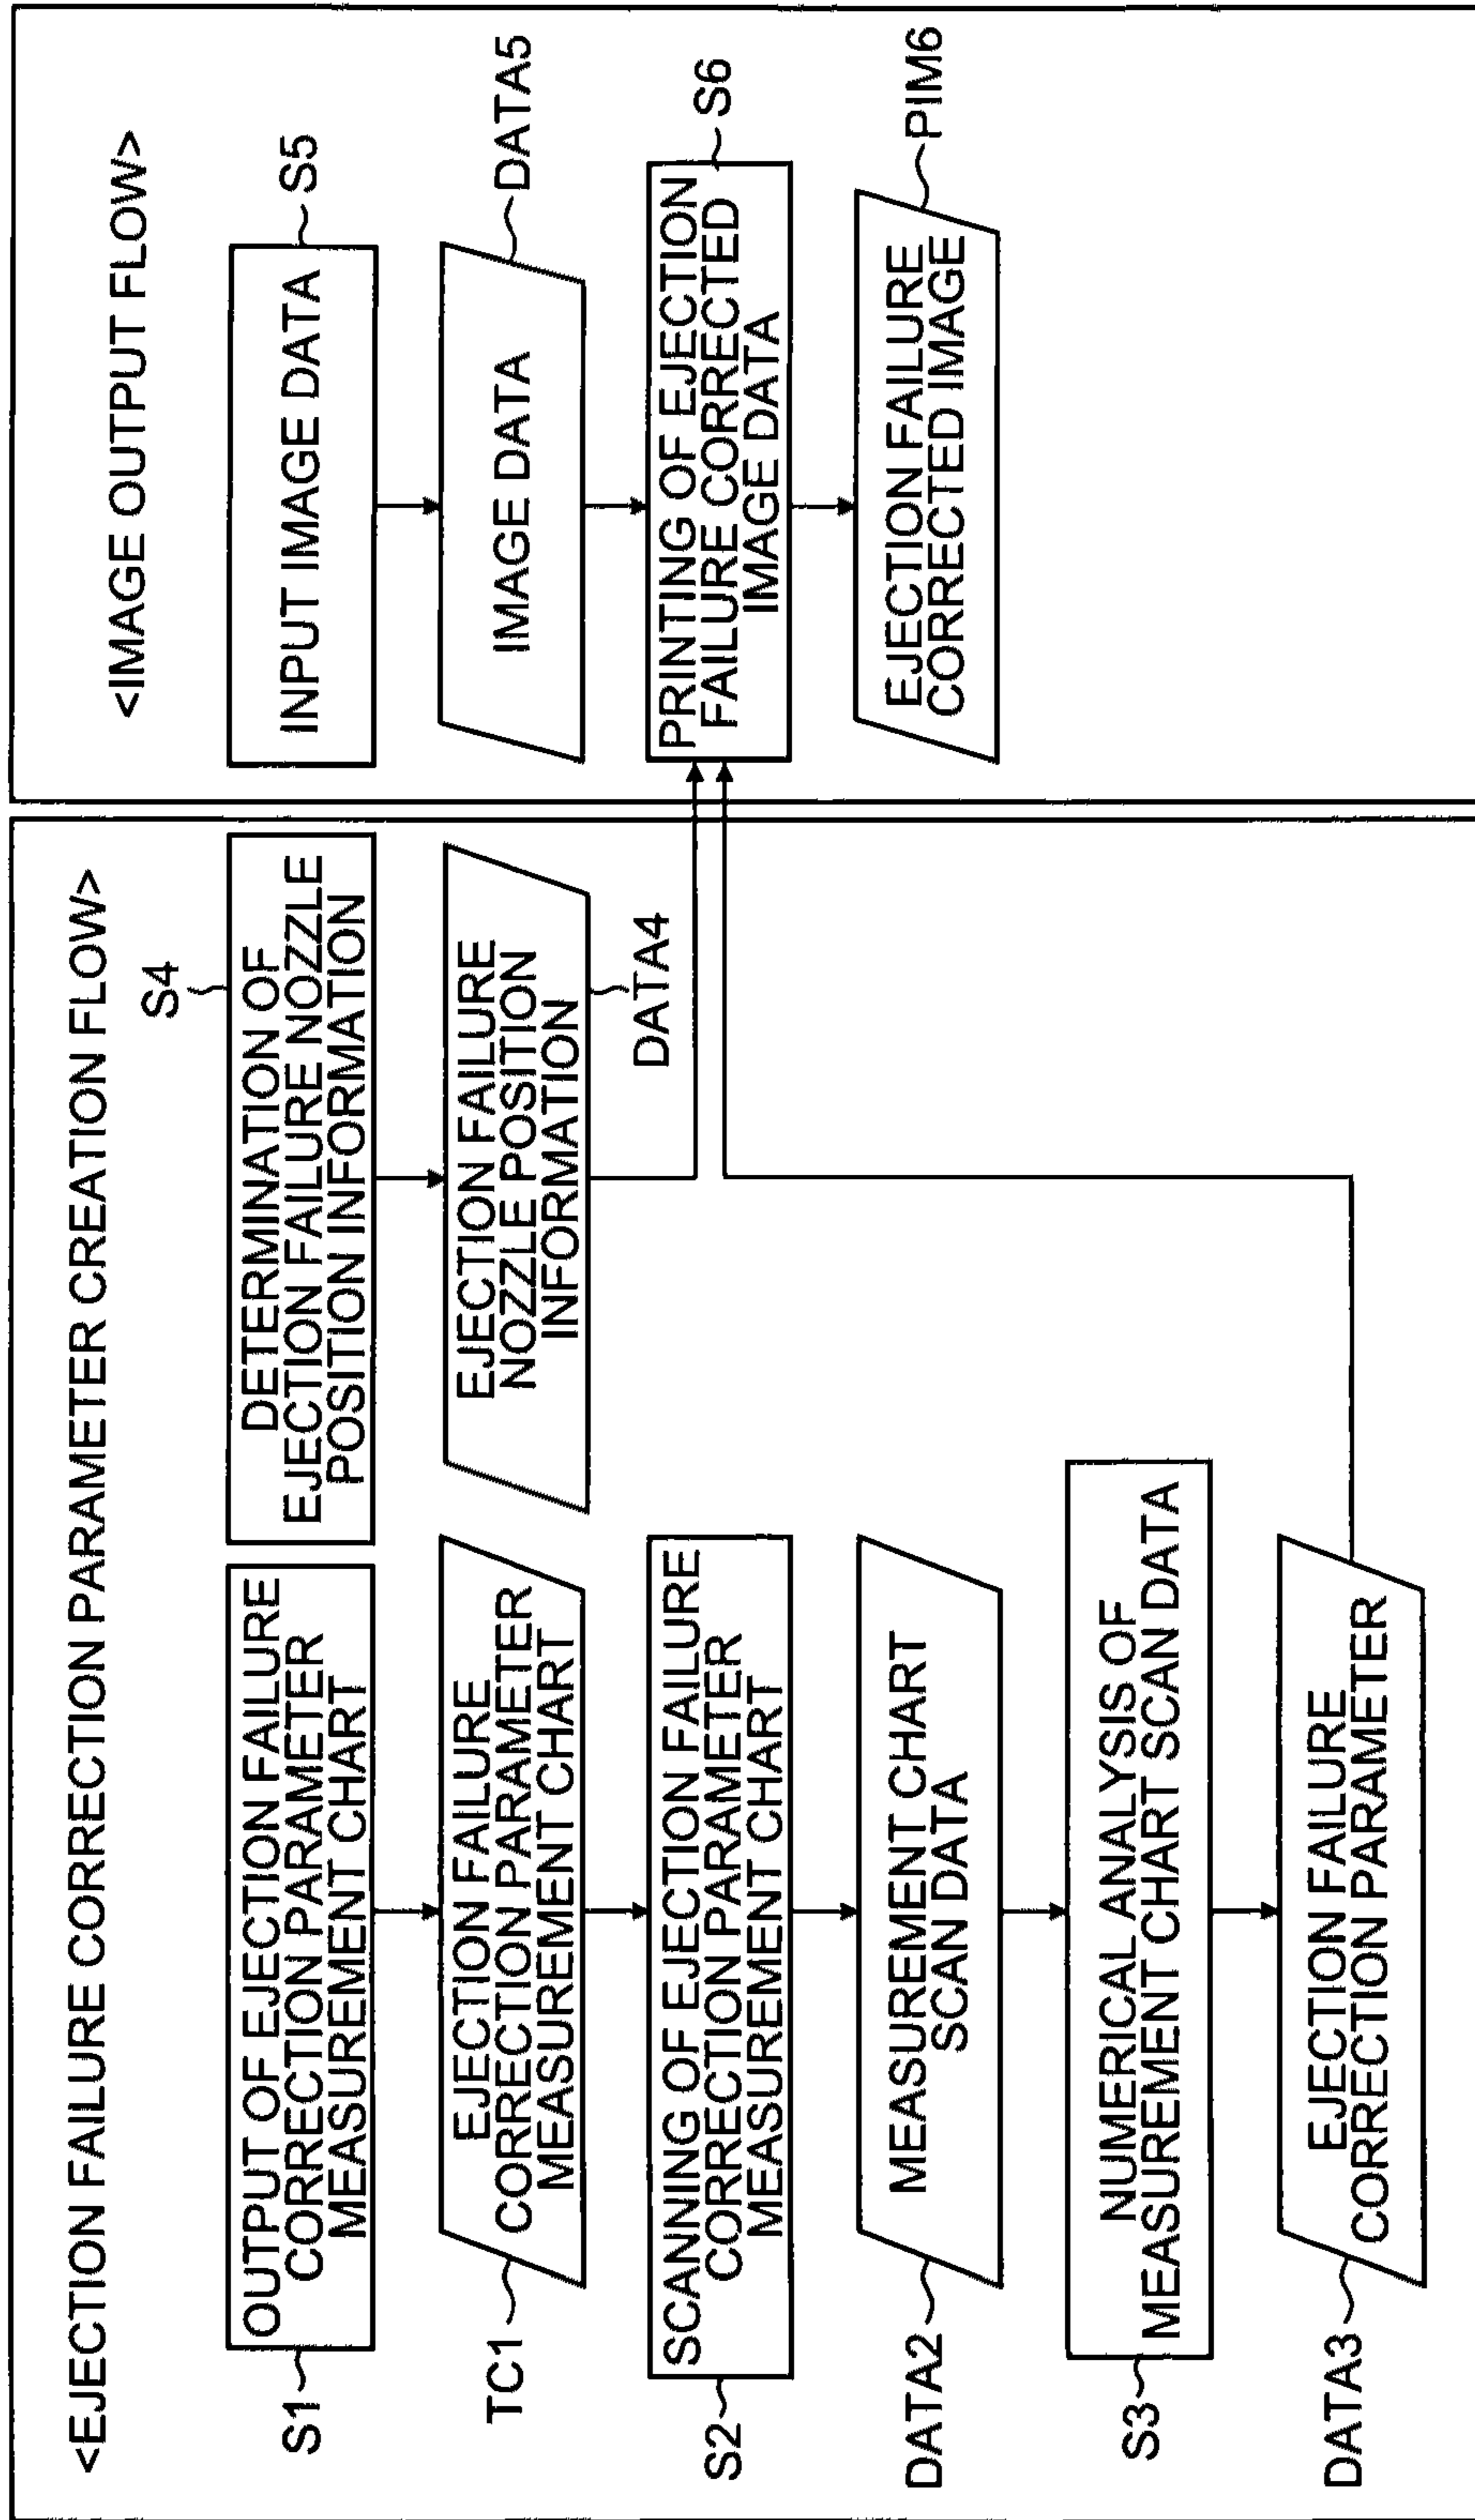 <EJECTION FAILURE CORRECTION PARAMETER CREATION FLOW>
S1
OUTPUT OF EJECTION FAILURE
CORRECTION PARAMETER
MEASUREMENT CHART
TC1
EJECTION FAILURE
CORRECTION PARAMETER
MEASUREMENT CHART
S2
SCANING OF EJECTION FAILURE
CORRECTION PARAMETER
MEASUREMENT CHART
DATA2
MEASUREMENT CHART
SCAN DATA
S3
NUMERICAL ANALYSIS OF
MEASUREMENT CHART SCAN DATA
DATA3
EJECTION FAILURE
CORRECTION PARAMETER
S4
DETERMINATION OF
EJECTION FAILURE NOZZLE
POSITION INFORMATION
EJECTION FAILURE
NOZZLE POSITION
INFORMATION
DATA4
<IMAGE OUTPUT FLOW>
INPUT IMAGE DATA
S5
IMAGE DATA
DATA5
PRINTING OF EJECTION
FAILURE CORRECTED
IMAGE DATA
S6
EJECTION FAILURE
CORRECTED IMAGE
PIM6